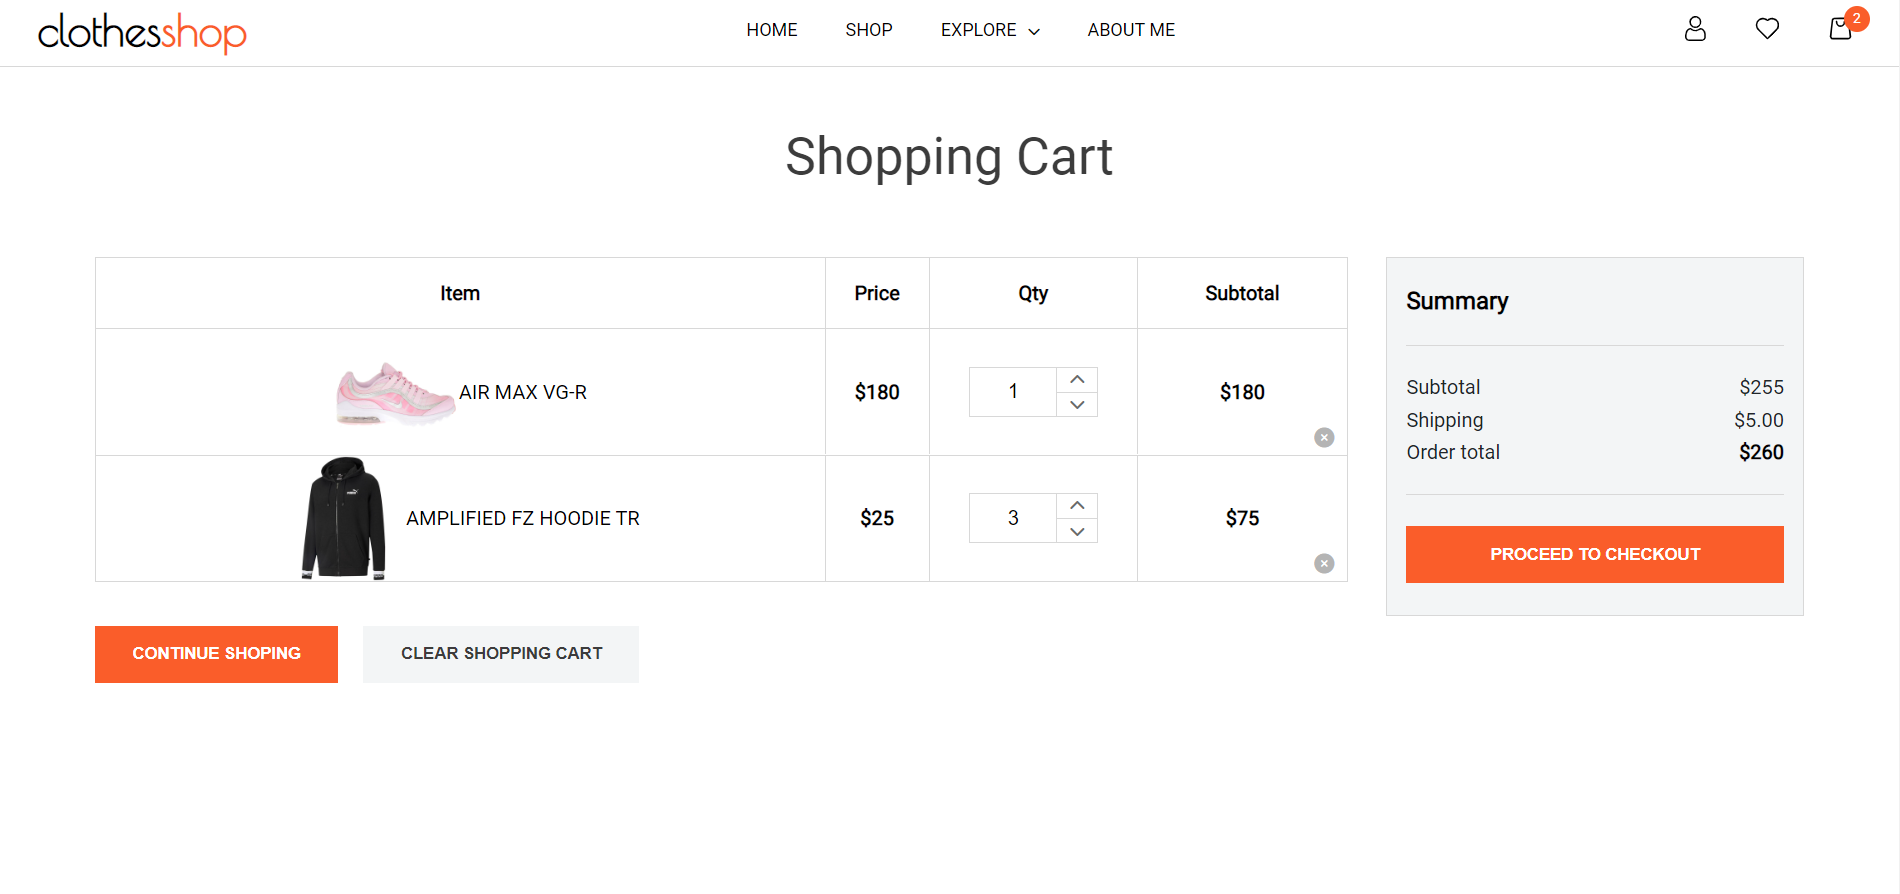 clothesshop
HOME SHOP EXPLORE ABOUT ME
2
Shopping Cart
Item Price Qty Subtotal
AIR MAX VG-R $180 1 $180
AMPLIFIED FZ HOODIE TR $25 3 $75
CONTINUE SHOPING CLEAR SHOPPING CART
Summary
Subtotal $255
Shipping $5.00
Order total $260
PROCEED TO CHECKOUT